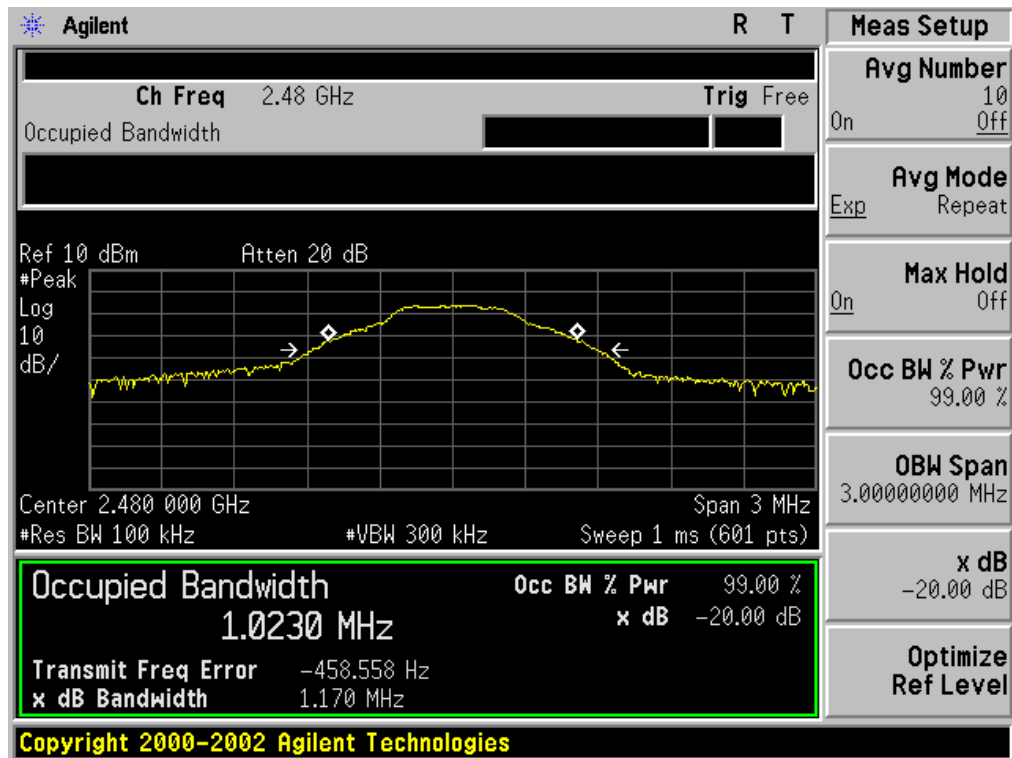 Agilent R T
Ch Freq 2.48 GHz Trig Free
Occupied Bandwidth
Ref 10 dBm Atten 20 dB
#Peak
Log
10
dB/
Center 2.480 000 GHz Span 3 MHz
#Res BW 100 kHz #VBW 300 kHz Sweep 1 ms (601 pts)
Occupied Bandwidth Occ BW % Pwr 99.00 %
1.0230 MHz x dB -20.00 dB
Transmit Freq Error -458.558 Hz
x dB Bandwidth 1.170 MHz
Copyright 2000-2002 Agilent Technologies
Meas Setup
Avg Number
10
On Off
Avg Mode
Exp Repeat
Max Hold
On Off
Occ BW % Pwr
99.00 %
OBW Span
3.00000000 MHz
x dB
-20.00 dB
Optimize
Ref Level